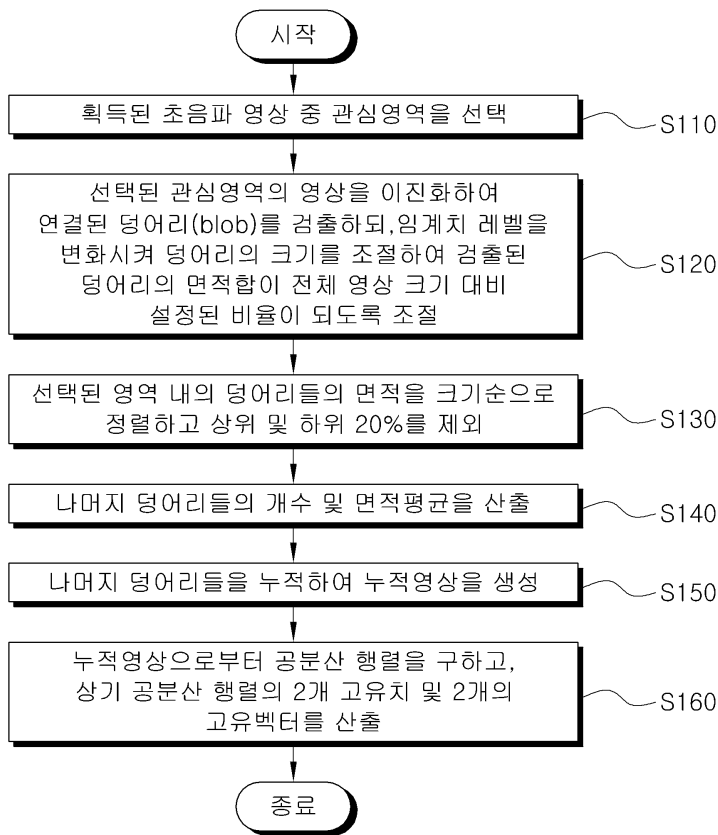 시작
획득된 초음파 영상 중 관심영역을 선택
S110
선택된 관심영역의 영상을 이진화하여
연결된 덩어리(blob)를 검출하되,임계치 레벨을
변화시켜 덩어리의 크기를 조절하여 검출된
덩어리의 면적합이 전체 영상 크기 대비
설정된 비율이 되도록 조절
S120
선택된 영역 내의 덩어리들의 면적을 크기순으로
정렬하고 상위 및 하위 20%를 제외
S130
나머지 덩어리들의 개수 및 면적평균을 산출
S140
나머지 덩어리들을 누적하여 누적영상을 생성
S150
누적영상으로부터 공분산 행렬을 구하고,
상기 공분산 행렬의 2개 고유치 및 2개의
고유벡터를 산출
S160
종료